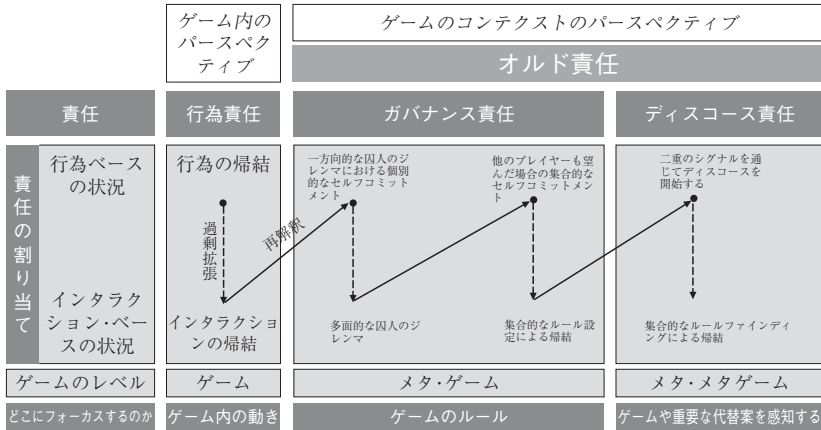 ゲーム内の
パースペク
ティブ
ゲームのコンテクストのパースペクティブ
オルド責任
責任
行為責任
ガバナンス責任
ディスコース責任
責任の割り当て
行為ベース
の状況
インタラク
ション・ベー
スの状況
行為の帰結
過剰拡張
再解釈
インタラクショ
ンの帰結
一方向的な囚人のジ
レンマにおける個別
的なセルフコミット
メント
多面的な囚人のジ
レンマ
他のプレイヤーも望
んだ場合の集合的な
セルフコミットメン
ト
集合的なルール設
定による帰結
二重のシグナルを通
じてディスコースを
開始する
集合的なルールファインディ
ングによる帰結
ゲームのレベル
ゲーム
メタ・ゲーム
メタ・メタゲーム
どこにフォーカスするのか
ゲーム内の動き
ゲームのルール
ゲームや重要な代替案を感知する